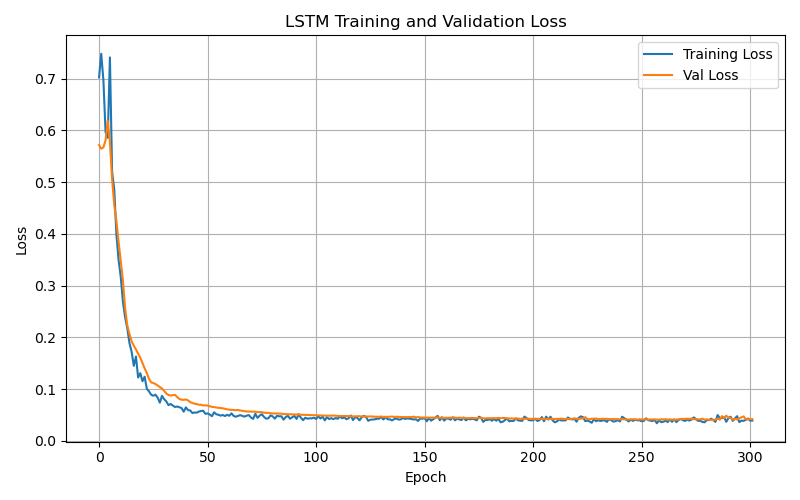 LSTM Training and Validation Loss
Training Loss
Val Loss
Loss
0.7
0.6
0.5
0.4
0.3
0.2
0.1
0.0
0 50 100 150 200 250 300
Epoch